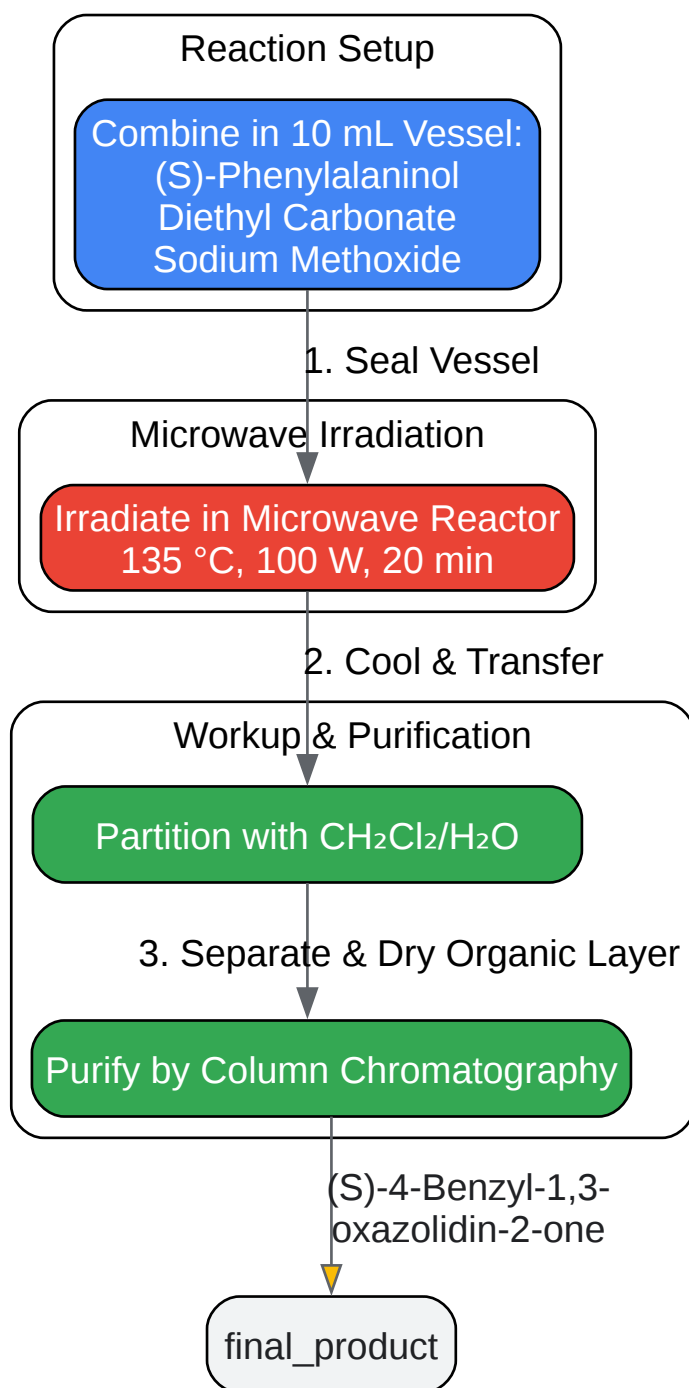 Reaction Setup
Combine in 10 mL Vessel:
(S)-Phenylalaninol
Diethyl Carbonate
Sodium Methoxide
1. Seal Vessel
Microwave Irradiation
Irradiate in Microwave Reactor
135 °C, 100 W, 20 min
2. Cool & Transfer
Workup & Purification
Partition with CH₂Cl₂/H₂O
3. Separate & Dry Organic Layer
Purify by Column Chromatography
(S)-4-Benzyl-1,3-
oxazolidin-2-one
final_product